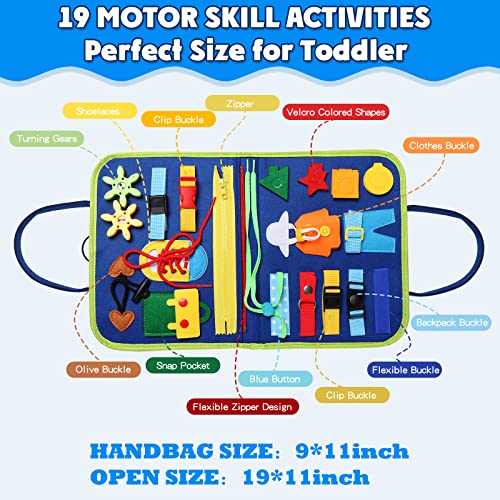 19 MOTOR SKILL ACTIVITIES
Perfect Size for Toddler
Zipper
Shoelaces
Clip Buckle
Velcro Colored Shapes
Turning Gears
Clothes Buckle
Backpack Buckle
Olive Buckle
Snap Pocket
Blue Button
Flexible Buckle
Clip Buckle
Flexible Zipper Design
HANDBAG SIZE: 9*11inch
OPEN SIZE: 19*11inch